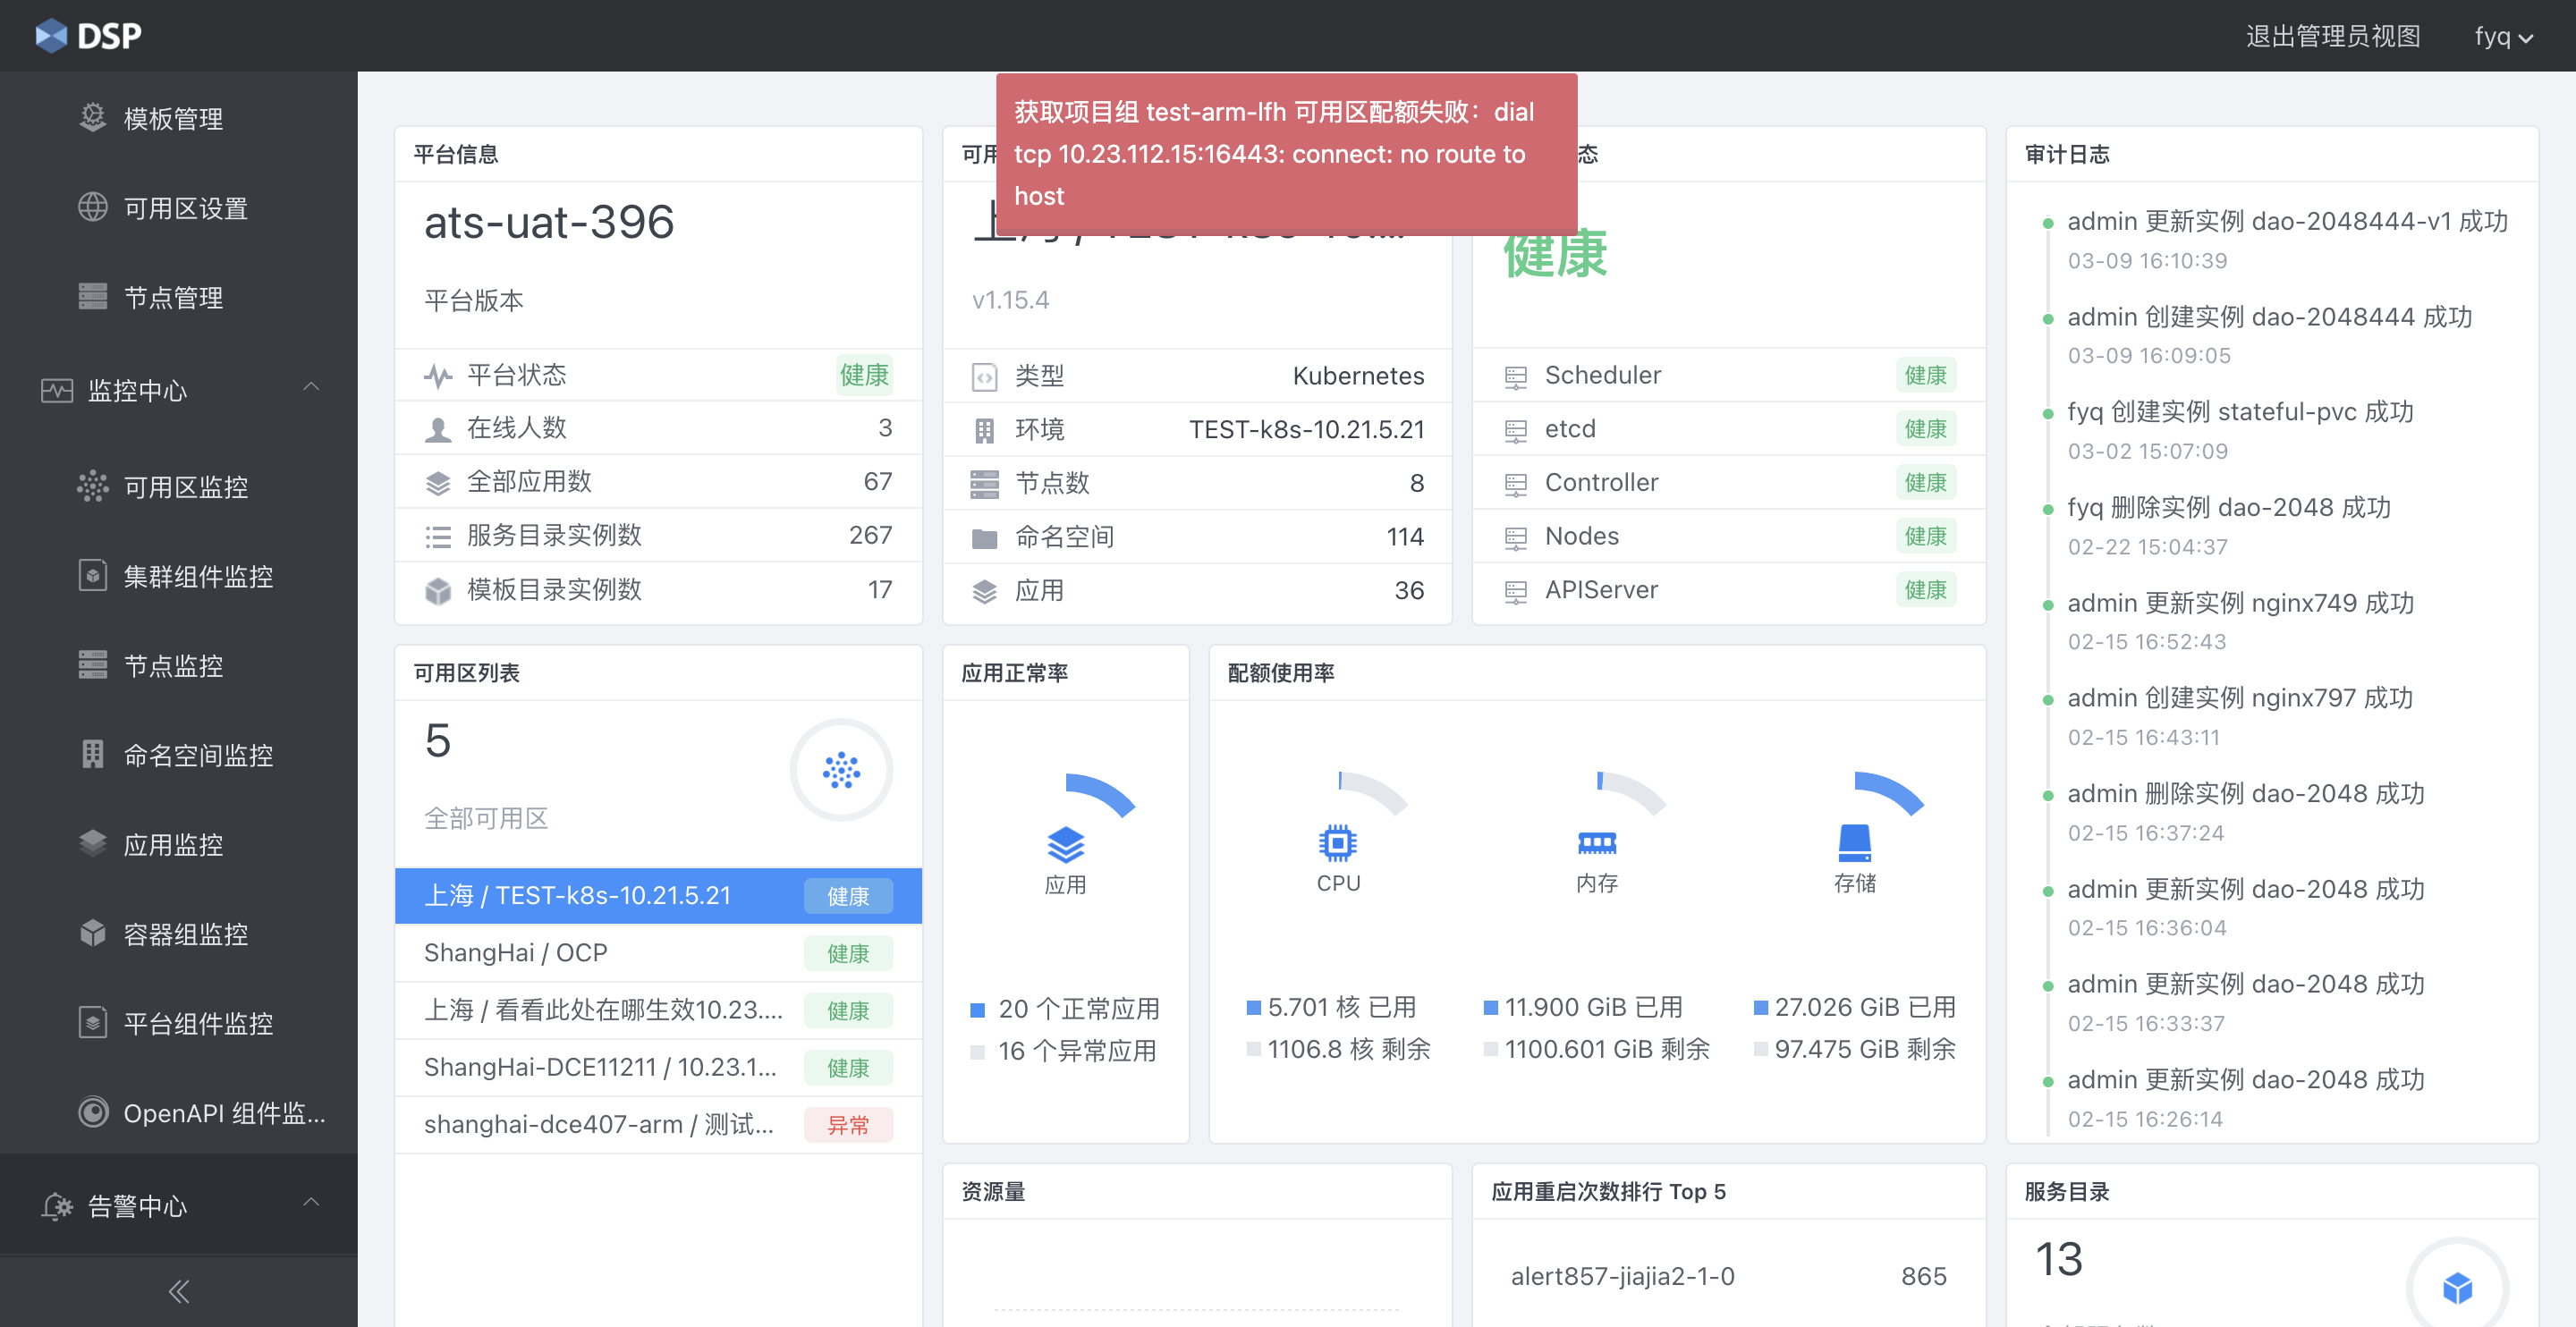 DSP
退出管理员视图
fyq
模板管理
可用区设置
节点管理
监控中心
可用区监控
集群组件监控
节点监控
命名空间监控
应用监控
容器组监控
平台组件监控
OpenAPI 组件监...
告警中心
获取项目组 test-arm-lfh 可用区配额失败：dial
tcp 10.23.112.15:16443: connect: no route to
host
平台信息
ats-uat-396
平台版本
平台状态 健康
在线人数 3
全部应用数 67
服务目录实例数 267
模板目录实例数 17
可用
v1.15.4
类型 Kubernetes
环境 TEST-k8s-10.21.5.21
节点数 8
命名空间 114
应用 36
态
健康
Scheduler 健康
etcd 健康
Controller 健康
Nodes 健康
APIServer 健康
审计日志
admin 更新实例 dao-2048444-v1 成功
03-09 16:10:39
admin 创建实例 dao-2048444 成功
03-09 16:09:05
fyq 创建实例 stateful-pvc 成功
03-02 15:07:09
fyq 删除实例 dao-2048 成功
02-22 15:04:37
admin 更新实例 nginx749 成功
02-15 16:52:43
admin 创建实例 nginx797 成功
02-15 16:43:11
admin 删除实例 dao-2048 成功
02-15 16:37:24
admin 更新实例 dao-2048 成功
02-15 16:36:04
admin 更新实例 dao-2048 成功
02-15 16:33:37
admin 更新实例 dao-2048 成功
02-15 16:26:14
可用区列表
5
全部可用区
上海 / TEST-k8s-10.21.5.21 健康
ShangHai / OCP 健康
上海 / 看看此处在哪生效10.23.... 健康
ShangHai-DCE11211 / 10.23.1... 健康
shanghai-dce407-arm / 测试... 异常
应用正常率
应用
20 个正常应用
16 个异常应用
配额使用率
CPU
5.701 核 已用
1106.8 核 剩余
内存
11.900 GiB 已用
1100.601 GiB 剩余
存储
27.026 GiB 已用
97.475 GiB 剩余
资源量
应用重启次数排行 Top 5
alert857-jiajia2-1-0 865
服务目录
13